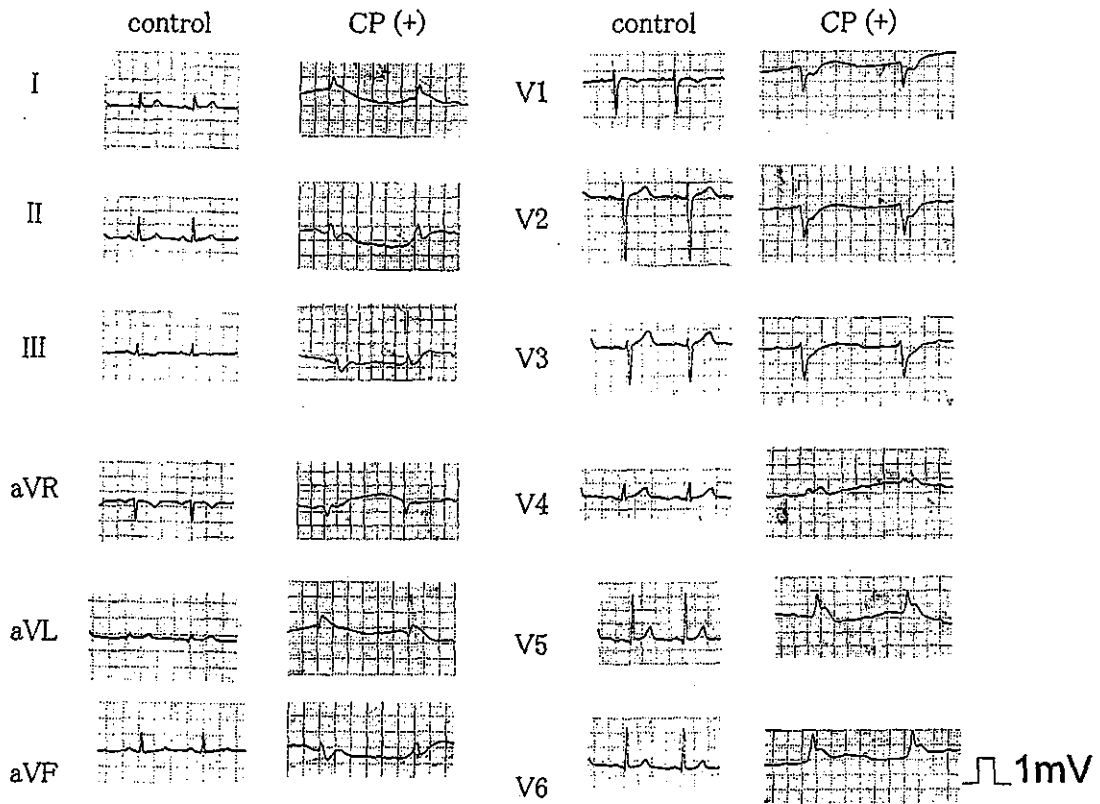 control CP (+) control CP (+)
I V1
II V2
III V3
aVR V4
aVL V5
aVF V6 1mV